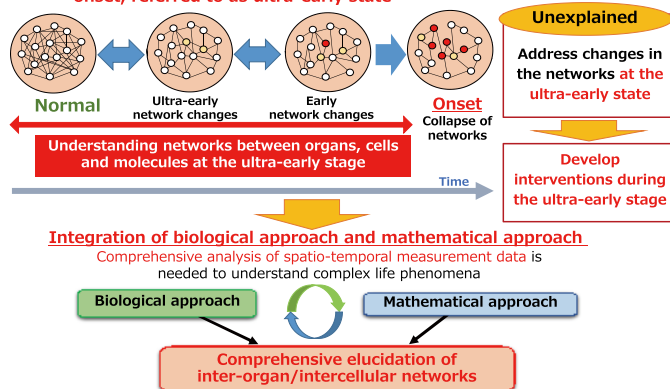 onset, referred to as ultra-early state
Normal
Ultra-early
network changes
Early
network changes
Onset
Collapse of
networks
Understanding networks between organs, cells
and molecules at the ultra-early stage
Time
Unexplained
Address changes in
the networks at the
ultra-early state
Develop
interventions during
the ultra-early stage
Integration of biological approach and mathematical approach
Comprehensive analysis of spatio-temporal measurement data is
needed to understand complex life phenomena
Biological approach
Mathematical approach
Comprehensive elucidation of
inter-organ/intercellular networks